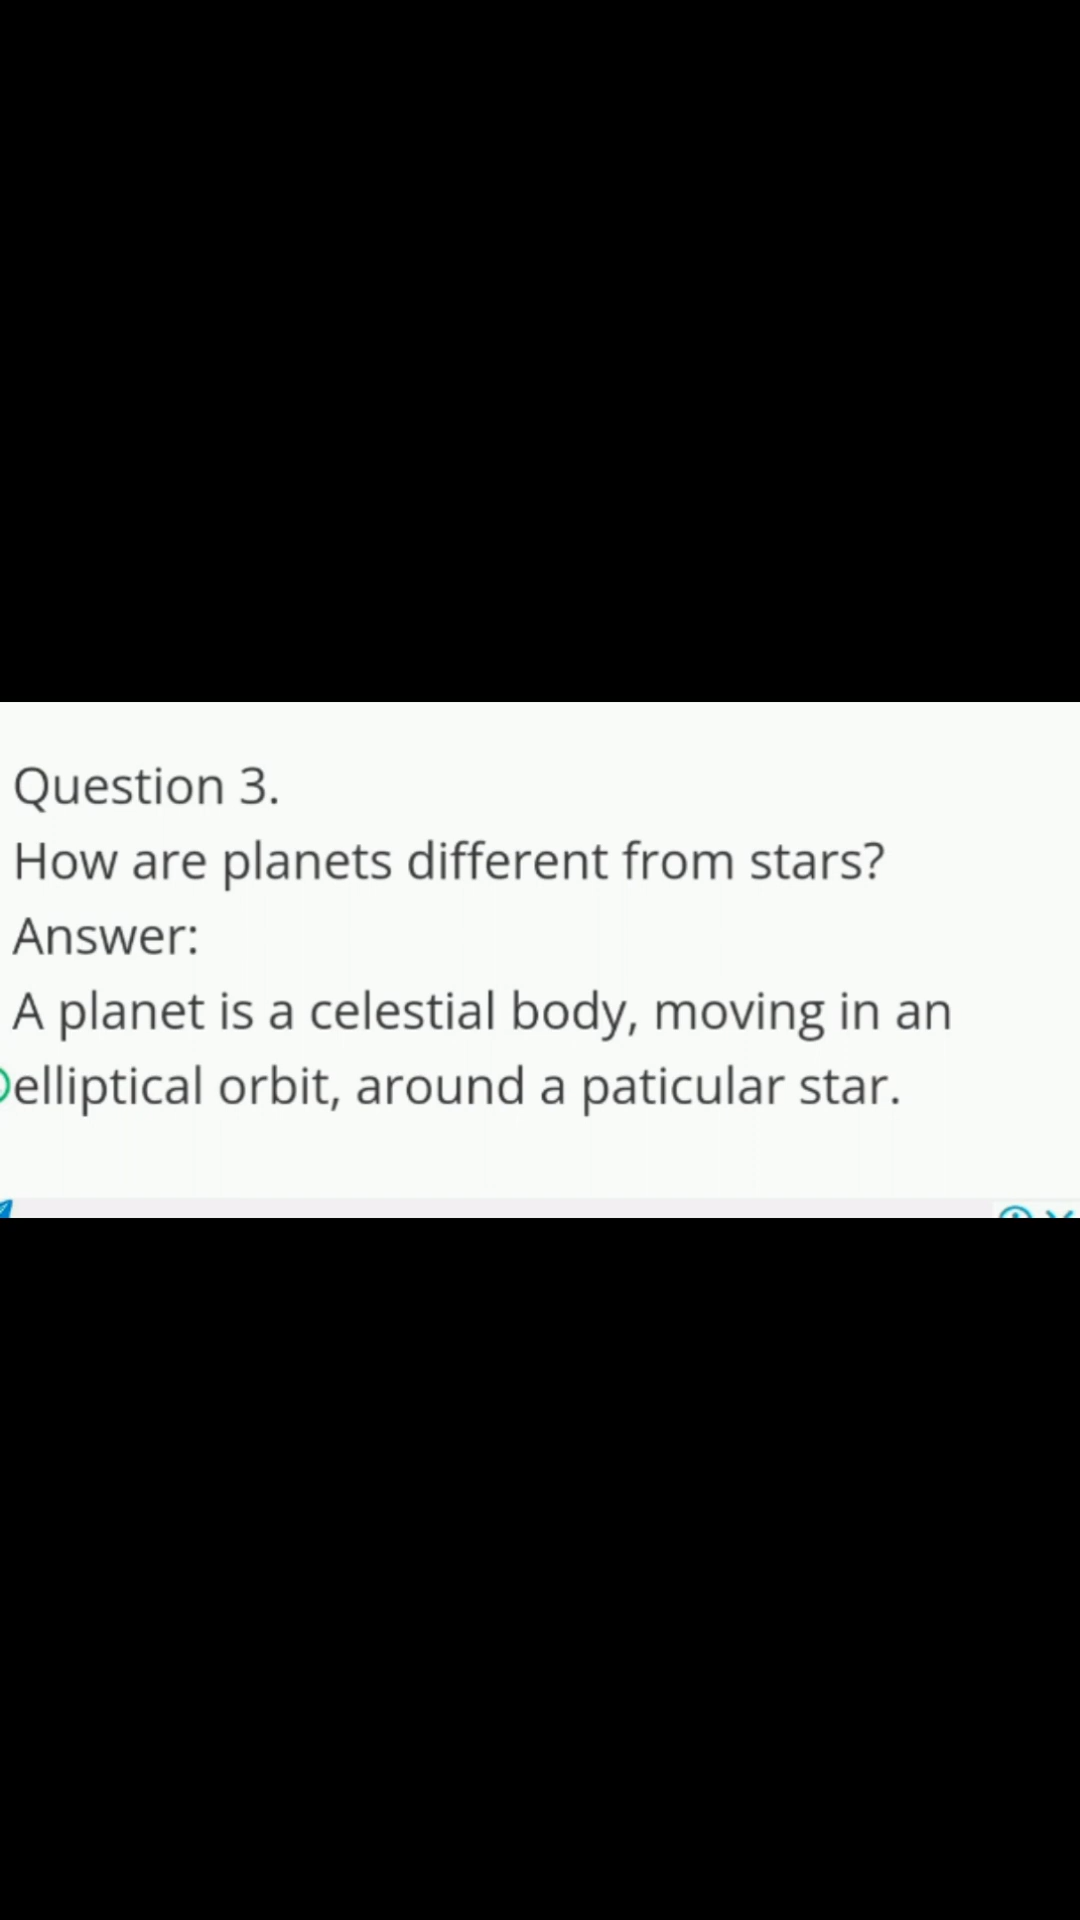 Question 3.
How are planets different from stars?
Answer:
A planet is a celestial body, moving in an
elliptical orbit, around a paticular star.